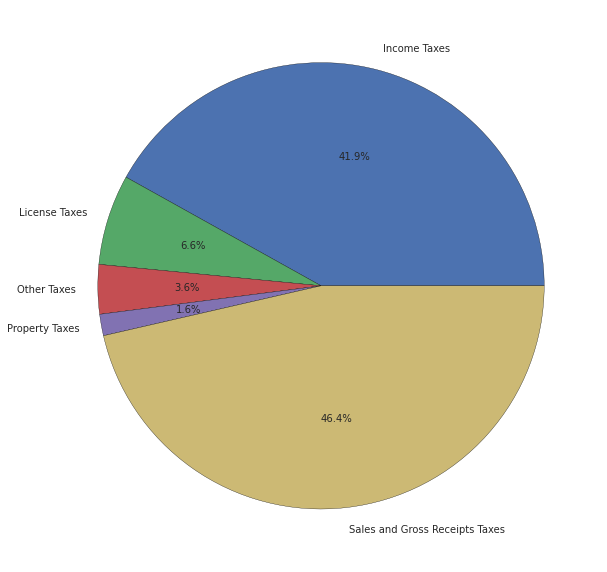 Income Taxes
41.9%
License Taxes
6.6%
Other Taxes
3.6%
1.6%
Property Taxes
46.4%
Sales and Gross Receipts Taxes